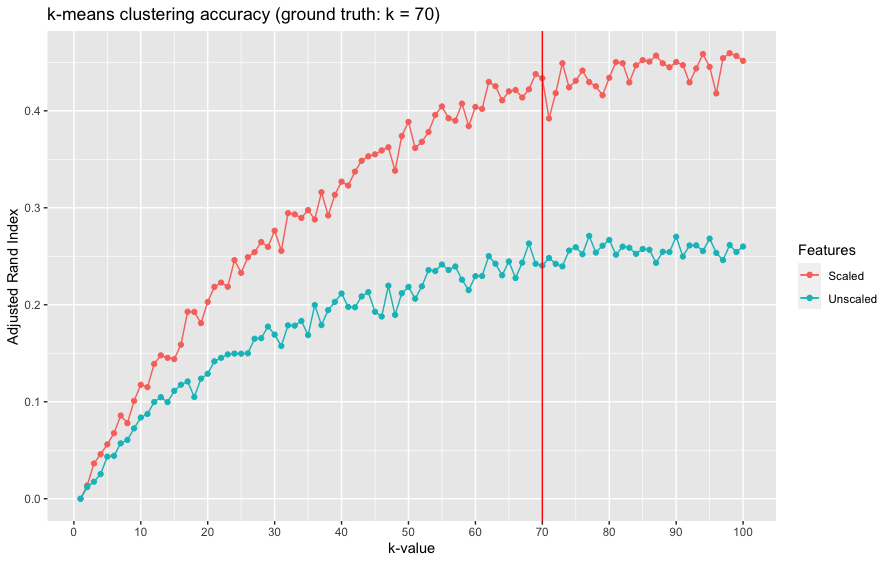 k-means clustering accuracy (ground truth: k = 70)
Adjusted Rand Index
0.4
0.3
0.2
0.1
0.0
0 10 20 30 40 50 60 70 80 90 100
k-value
Features
Scaled
Unscaled